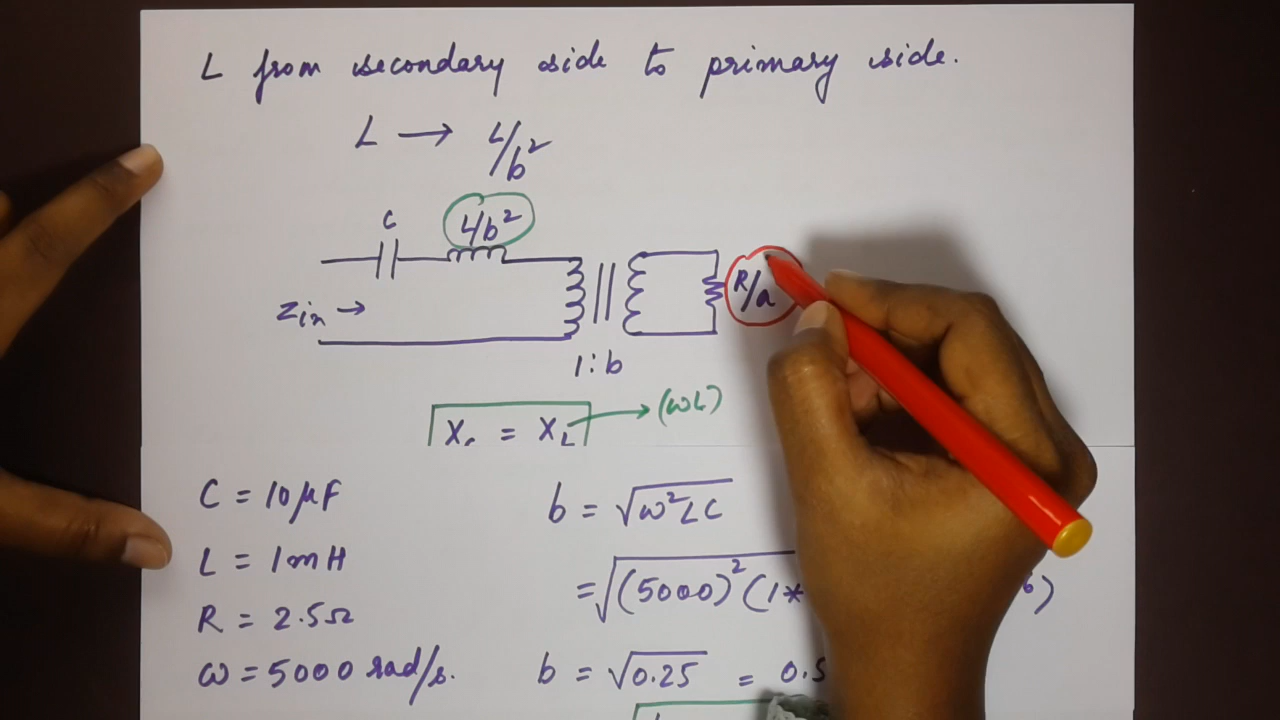 L from secondary side to primary side.
L → L/b²
C
L/b²
Zin →
R/a
1:b
Xc = XL → (ωL)
C = 10μF
L = 1mH
R = 2.5Ω
ω = 5000 rad/s.
b = √ω²LC
= √(5000)² (1* 6)
b = √0.25 = 0.5